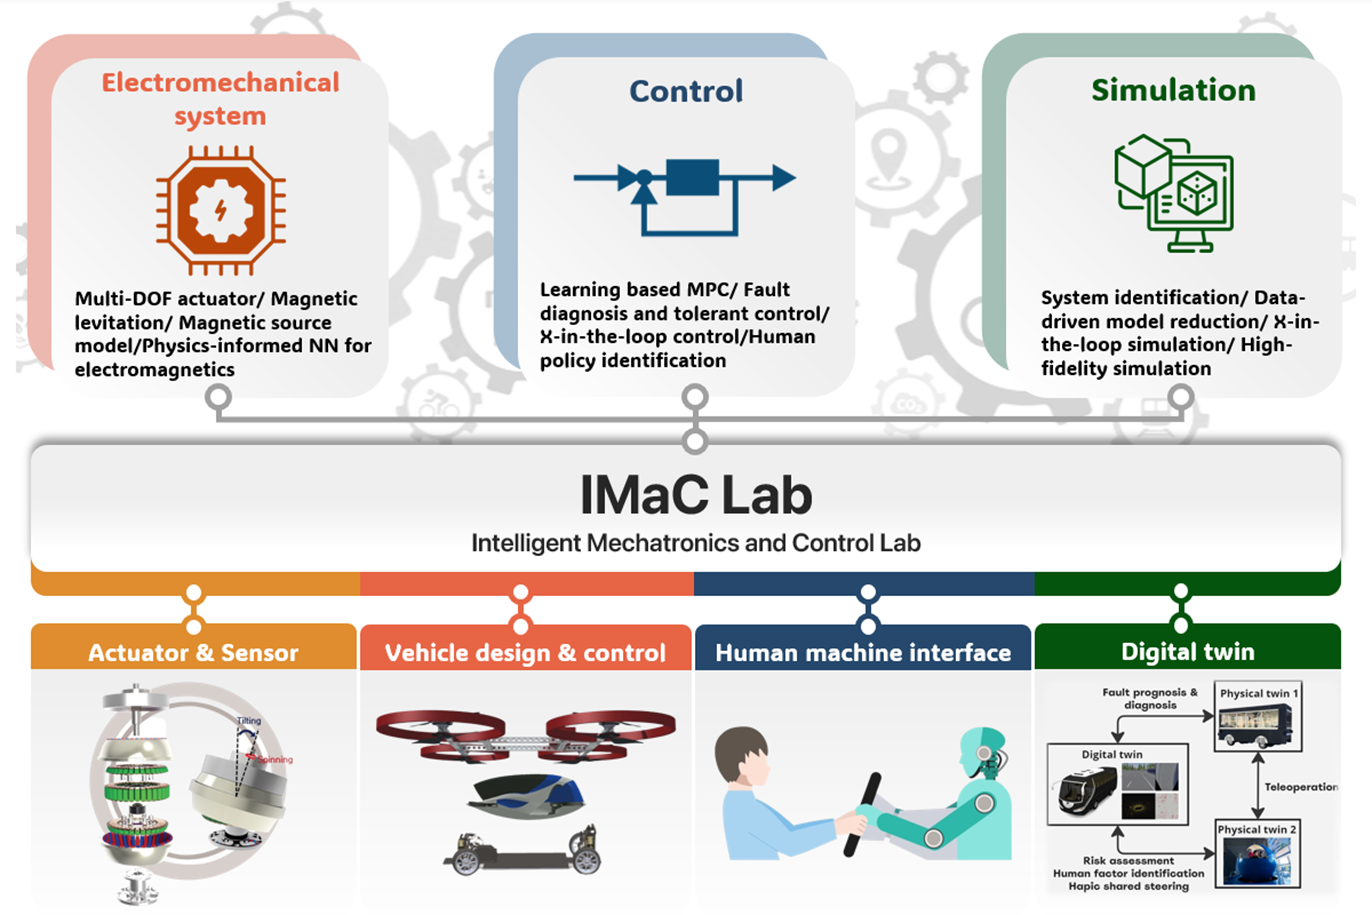 Electromechanical
system
Multi-DOF actuator/ Magnetic
levitation/ Magnetic source
model/Physics-informed NN for
electromagnetics
Control
Learning based MPC/ Fault
diagnosis and tolerant control/
X-in-the-loop control/Human
policy identification
Simulation
System identification/ Data-
driven model reduction/ X-in-
the-loop simulation/ High-
fidelity simulation
CO2
IMaC Lab
Intelligent Mechatronics and Control Lab
Actuator & Sensor
Tilting
Spinning
Vehicle design & control
Human machine interface
Digital twin
Fault prognosis &
diagnosis
Physical twin 1
Digital twin
Teleoperation
Physical twin 2
Risk assessment
Human factor identification
Hapic shared steering